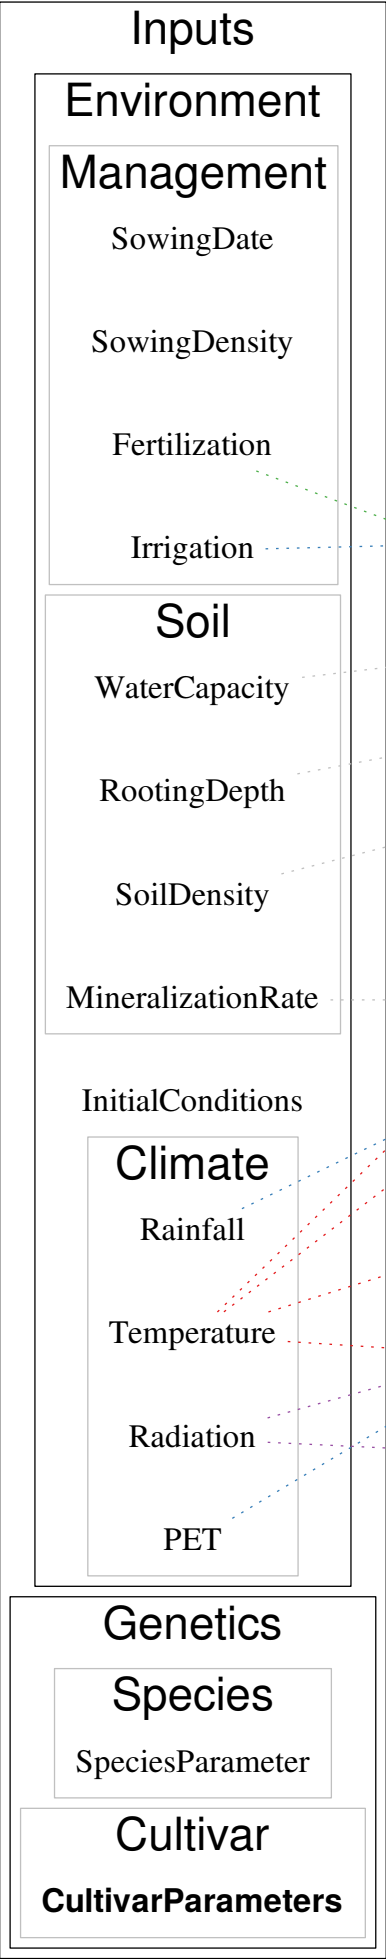 Inputs
Environment
Management
SowingDate
SowingDensity
Fertilization
Irrigation
Soil
WaterCapacity
RootingDepth
SoilDensity
MineralizationRate
InitialConditions
Climate
Rainfall
Temperature
Radiation
PET
Genetics
Species
SpeciesParameter
Cultivar
CultivarParameters